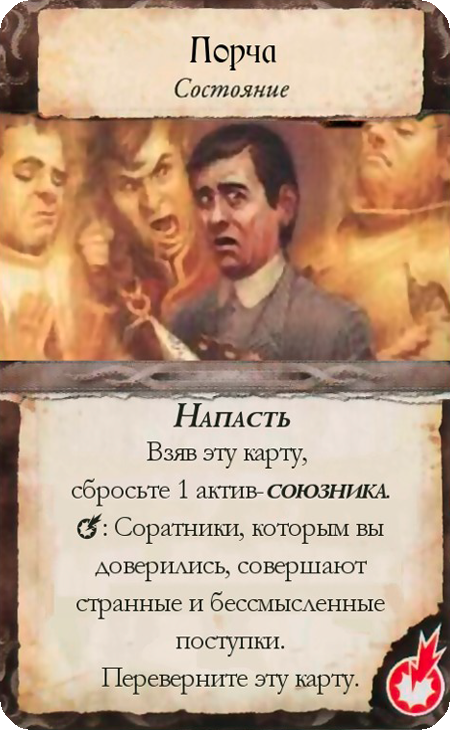 Порча
Состояние
Напасть
Взяв эту карту,
сбросьте 1 актив-СОЮЗНИКА.
: Соратники, которым вы
доверились, совершают
странные и бессмысленные
поступки.
Переверните эту карту.